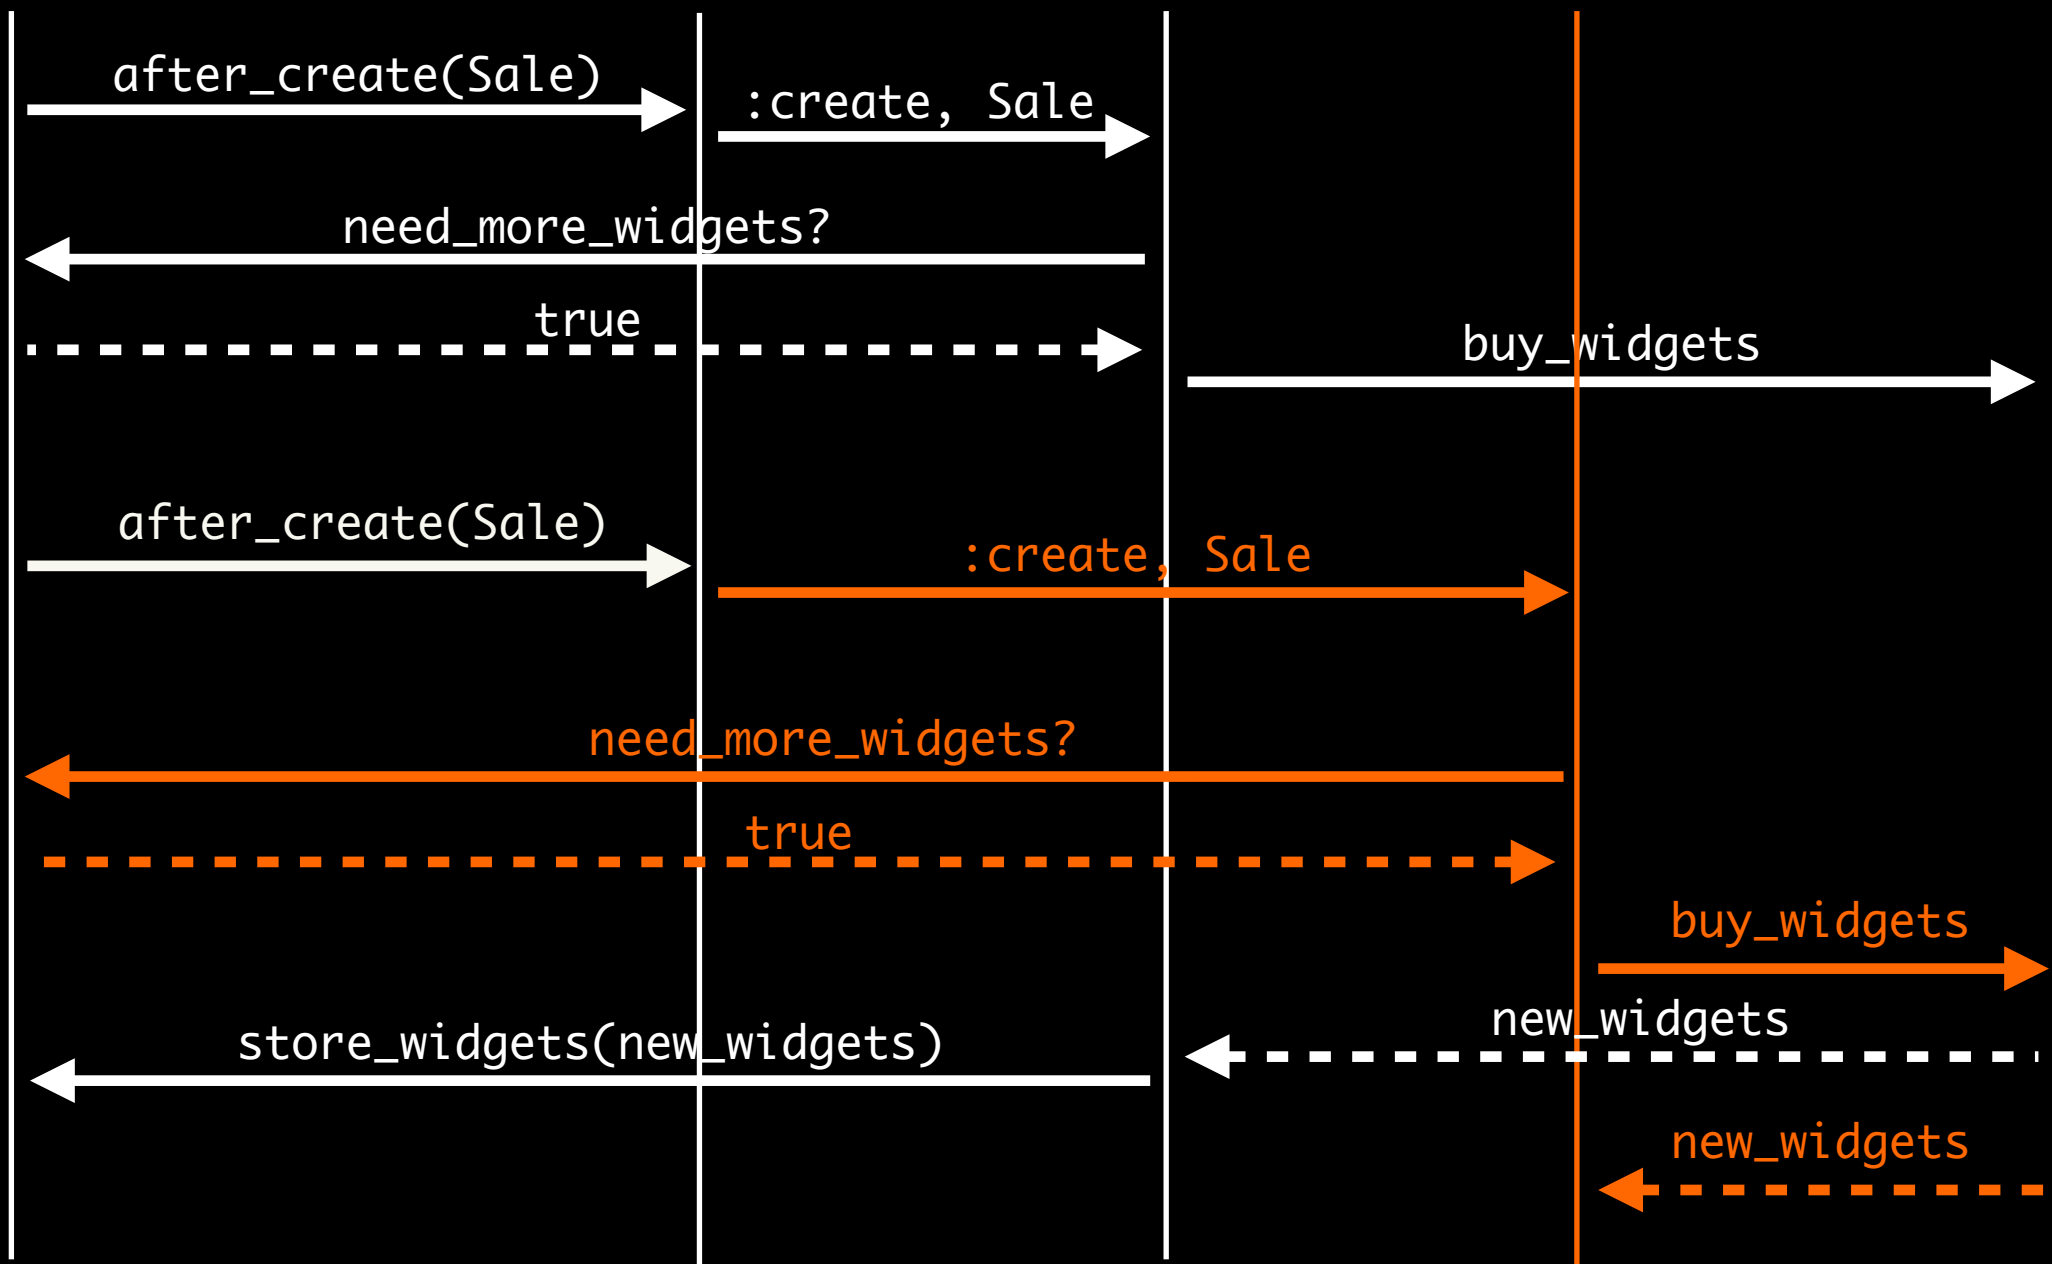 after_create(Sale)
:create, Sale
need_more_widgets?
true
buy_widgets
after_create(Sale)
:create, Sale
need_more_widgets?
true
buy_widgets
new_widgets
store_widgets(new_widgets)
new_widgets